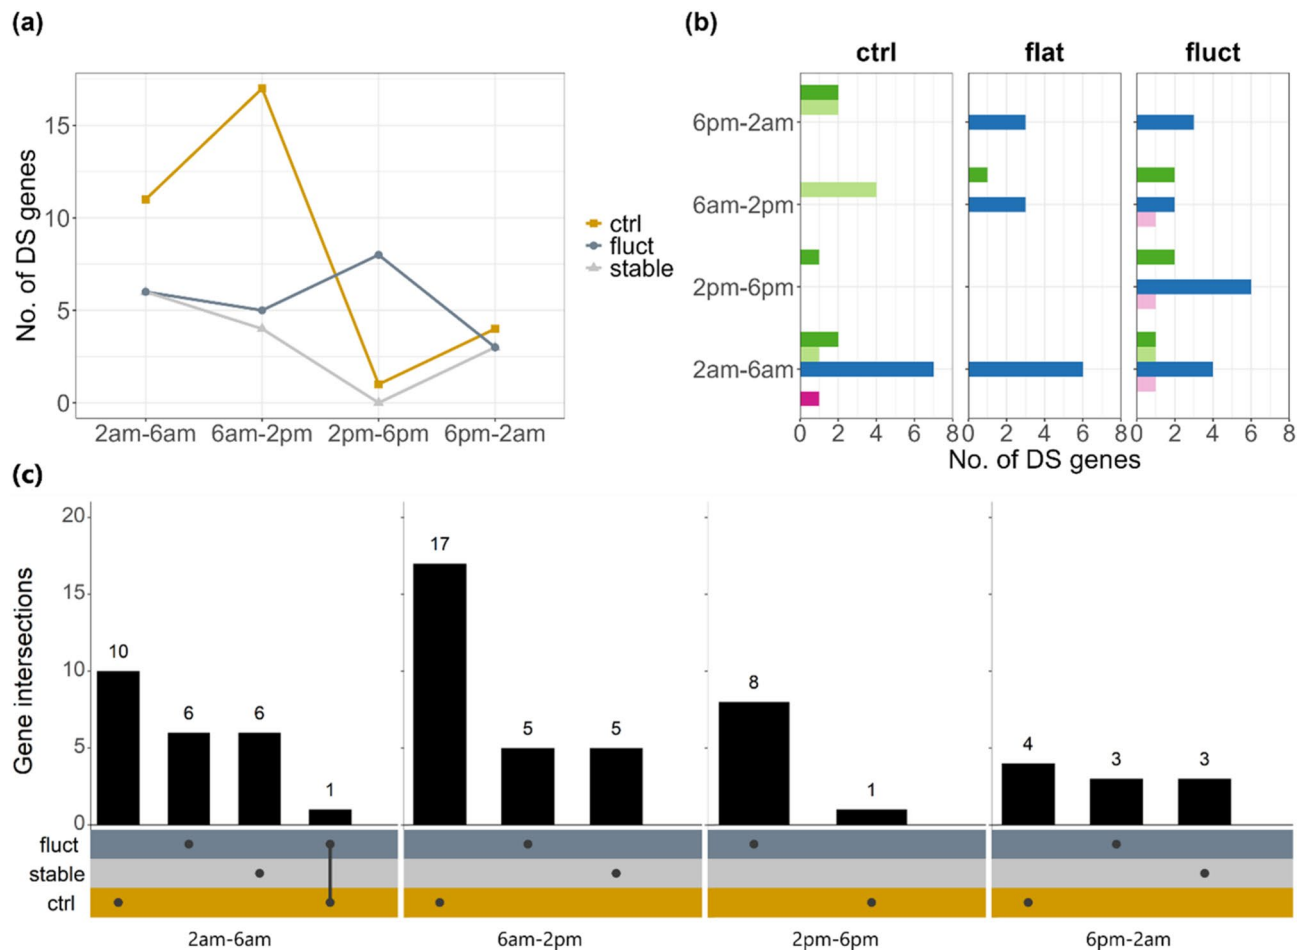 (a)
No. of DS genes
15
10
5
0
2am-6am 6am-2pm 2pm-6pm 6pm-2am
ctrl
fluct
stable
(b)
ctrl flat fluct
6pm-2am
6am-2pm
2pm-6pm
2am-6am
0 2 4 6 8 0 2 4 6 8 0 2 4 6 8
No. of DS genes
(c)
Gene intersections
20
15
10
5
0
10 6 6 1
17 5 5
8 1
4 3 3
fluct
stable
ctrl
2am-6am 6am-2pm 2pm-6pm 6pm-2am